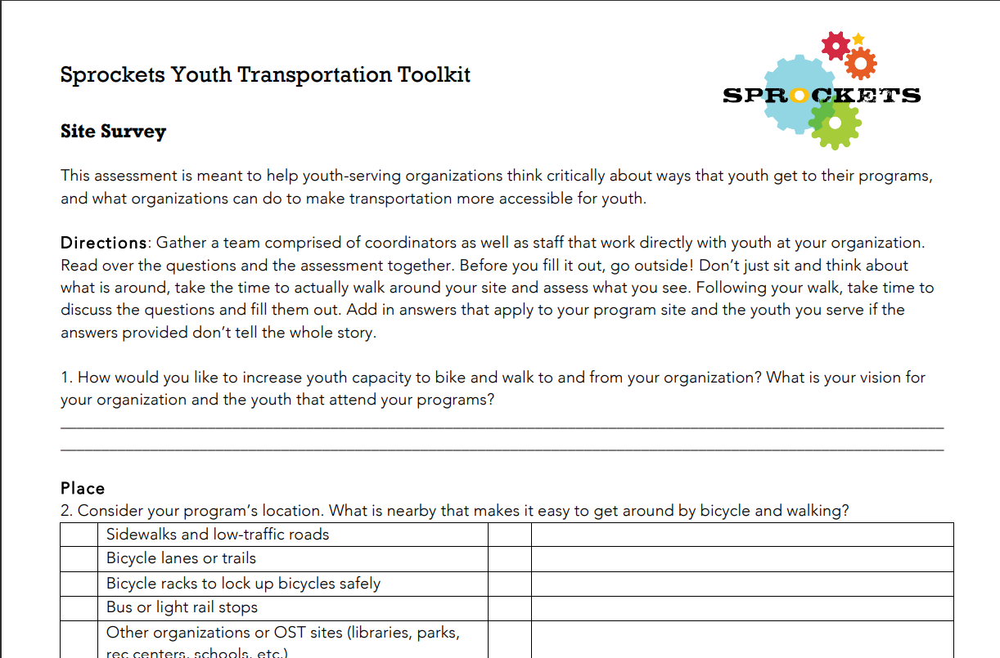 Sprockets Youth Transportation Toolkit
SPROCKETS
Site Survey
This assessment is meant to help youth-serving organizations think critically about ways that youth get to their programs,
and what organizations can do to make transportation more accessible for youth.
Directions: Gather a team comprised of coordinators as well as staff that work directly with youth at your organization.
Read over the questions and the assessment together. Before you fill it out, go outside! Don’t just sit and think about
what is around, take the time to actually walk around your site and assess what you see. Following your walk, take time to
discuss the questions and fill them out. Add in answers that apply to your program site and the youth you serve if the
answers provided don’t tell the whole story.
1. How would you like to increase youth capacity to bike and walk to and from your organization? What is your vision for
your organization and the youth that attend your programs?
Place
2. Consider your program’s location. What is nearby that makes it easy to get around by bicycle and walking?
Sidewalks and low-traffic roads
Bicycle lanes or trails
Bicycle racks to lock up bicycles safely
Bus or light rail stops
Other organizations or OST sites (libraries, parks,
rec centers, schools, etc.)